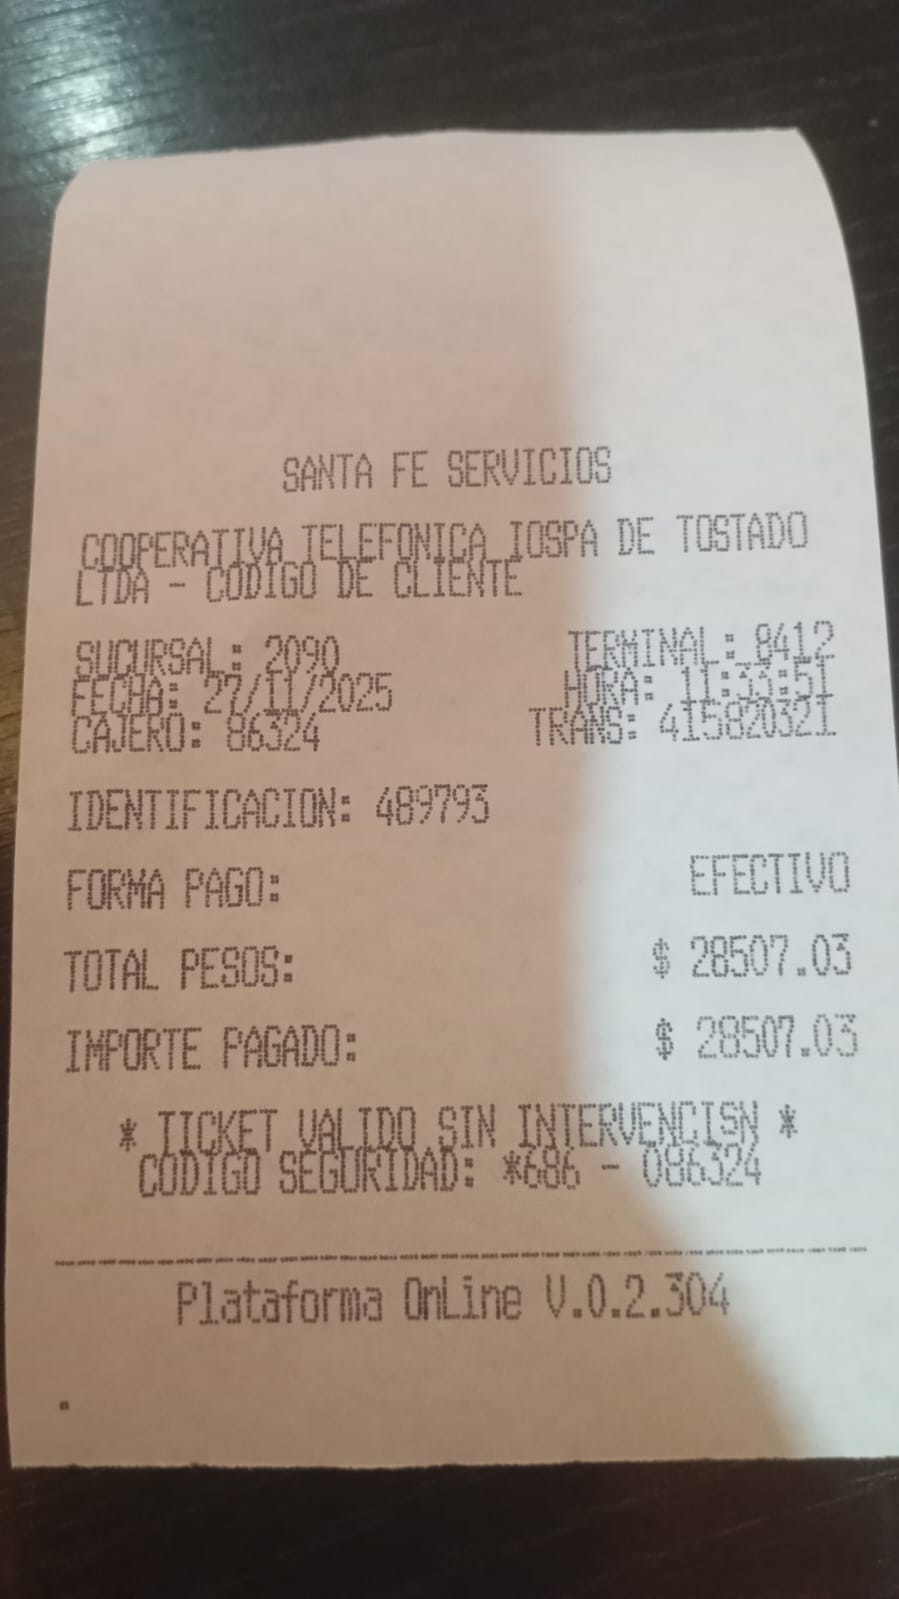 SANTA FE SERVICIOS
COOPERATIVA TELEFONICA IOSPA DE TOSTADO
LTDA - CODIGO DE CLIENTE
SUCURSAL: 2090 TERMINAL: 8412
FECHA: 27/11/2025 HORA: 11:33:51
CAJERO: 86324 TRANS: 415820321
IDENTIFICACION: 489793
FORMA PAGO: EFECTIVO
TOTAL PESOS: $ 28507.03
IMPORTE PAGADO: $ 28507.03
* TICKET VALIDO SIN INTERVENCISN *
CODIGO SEGURIDAD: *686 - 086324
Plataforma OnLine V.0.2.304
.